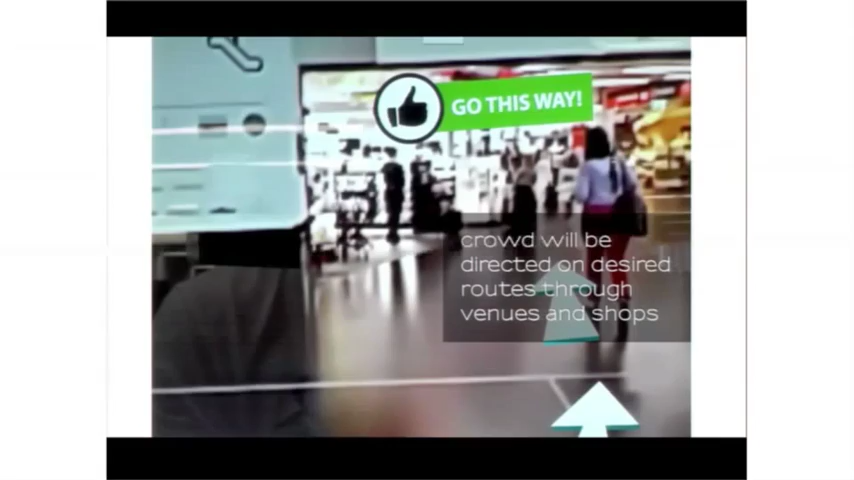 GO THIS WAY!
crowd will be
directed on desired
routes through
venues and shops